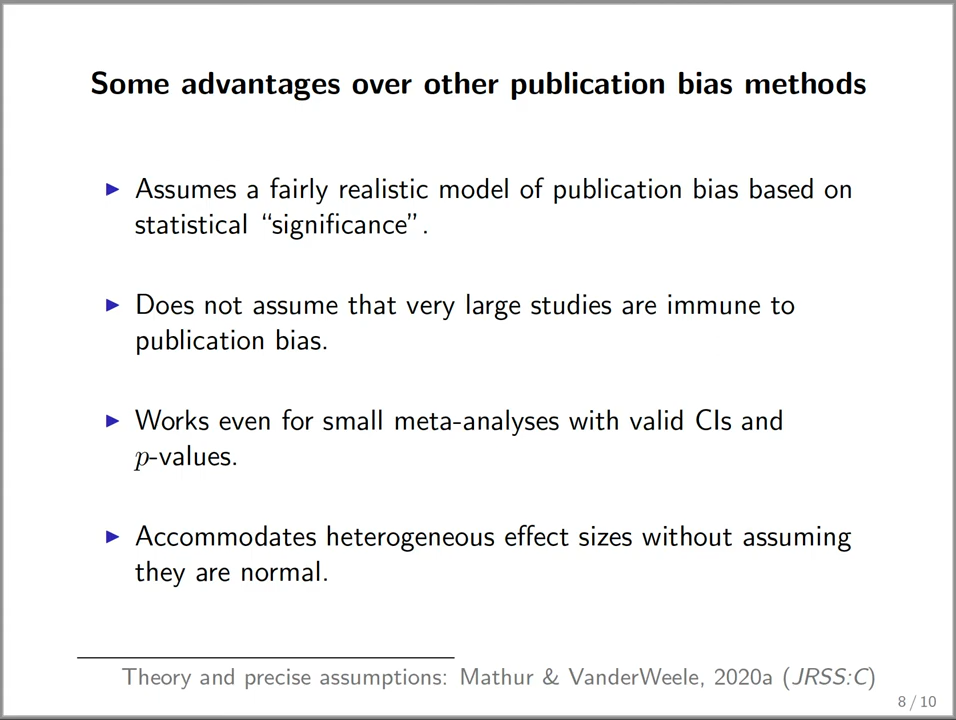 Some advantages over other publication bias methods
▶ Assumes a fairly realistic model of publication bias based on
statistical “significance”.
▶ Does not assume that very large studies are immune to
publication bias.
▶ Works even for small meta-analyses with valid CIs and
p-values.
▶ Accommodates heterogeneous effect sizes without assuming
they are normal.
Theory and precise assumptions: Mathur & VanderWeele, 2020a (JRSS:C)
8 / 10